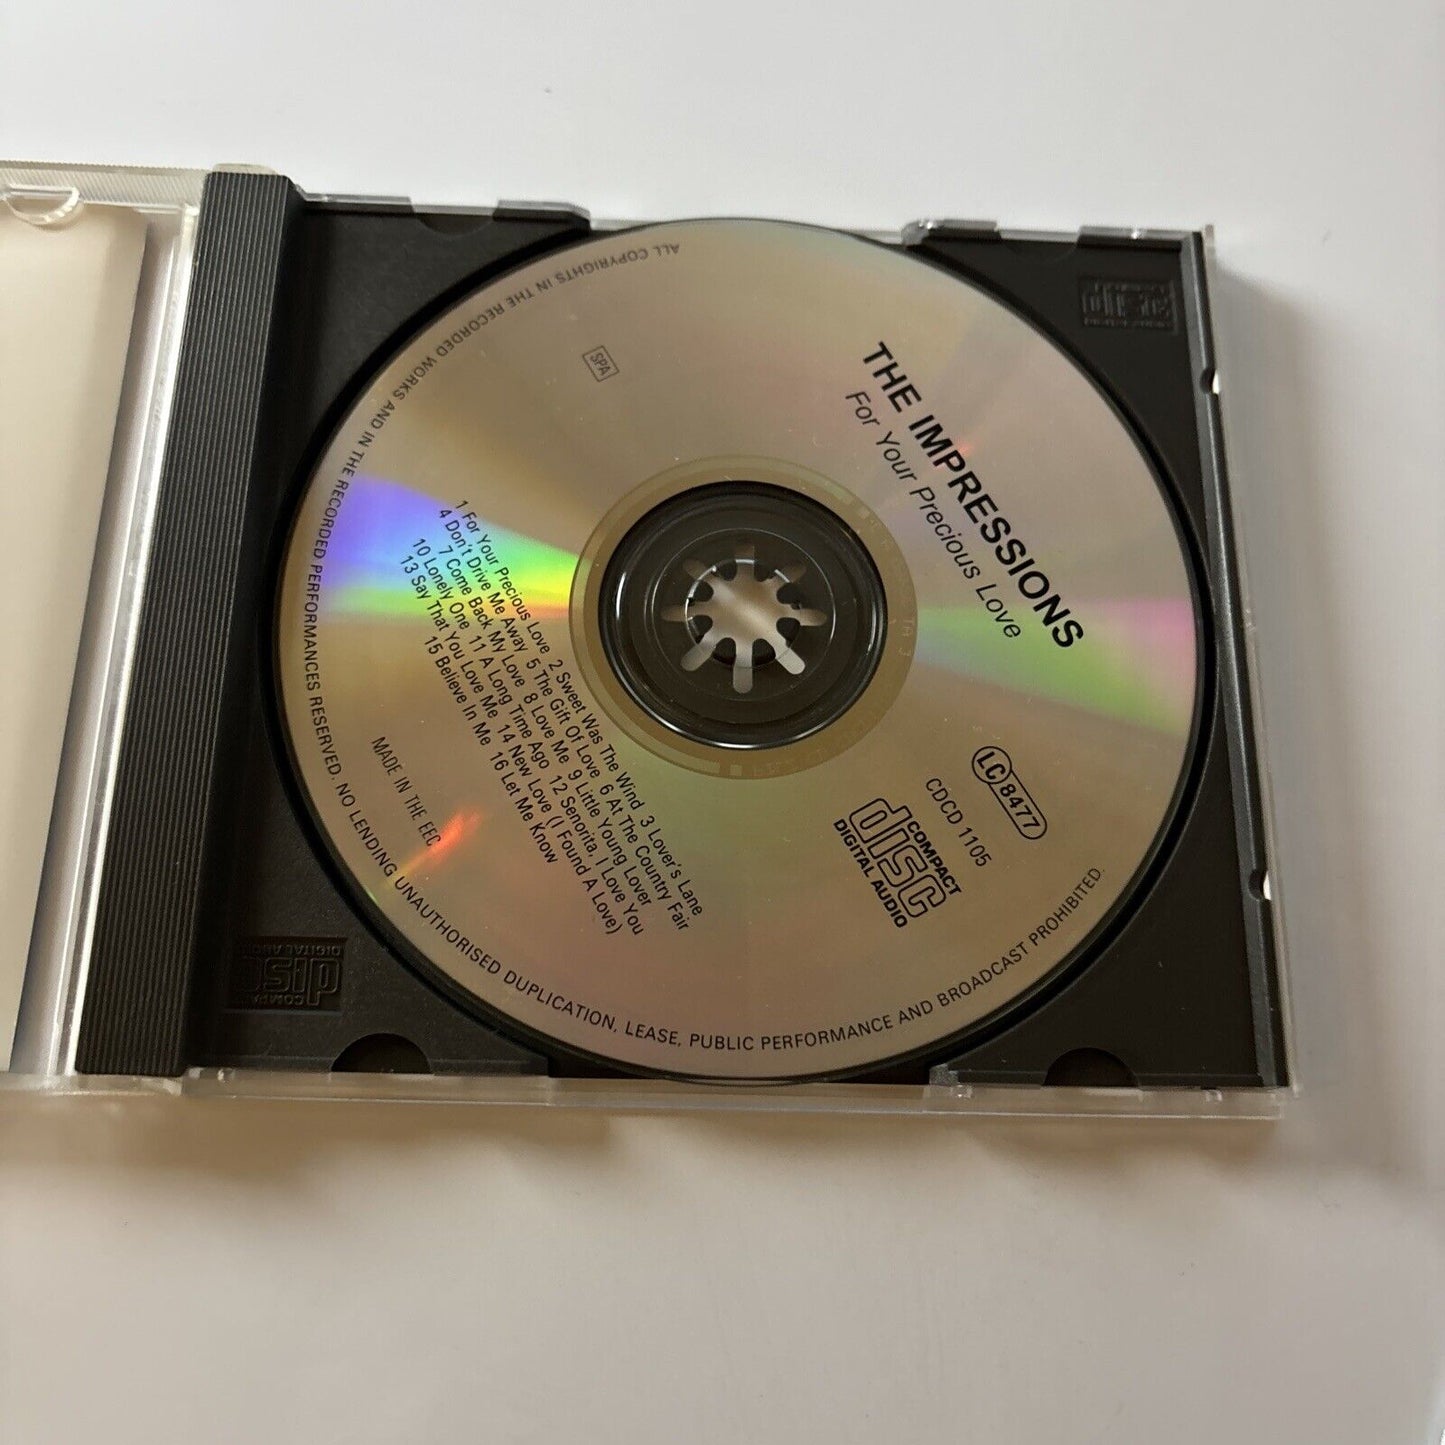 THE IMPRESSIONS
For Your Precious Love
SPA
LC 8477
CDCD 1105
COMPACT
disc
DIGITAL AUDIO
1 For Your Precious Love 2 Sweet Was The Wind 3 Lover's Lane
4 Don't Drive Me Away 5 The Gift Of Love 6 At The Country Fair
7 Come Back My Love 8 Love Me 9 Little Young Lover
10 Lonely One 11 A Long Time Ago 12 Senorita, I Love You
13 Say That You Love Me 14 New Love (I Found A Love)
15 Believe In Me 16 Let Me Know
MADE IN THE EEC
ALL COPYRIGHTS IN THE RECORDED WORKS AND IN THE RECORDED PERFORMANCES RESERVED. NO LENDING UNAUTHORISED DUPLICATION, LEASE, PUBLIC PERFORMANCE AND BROADCAST PROHIBITED.
COMPACT
disc
disc